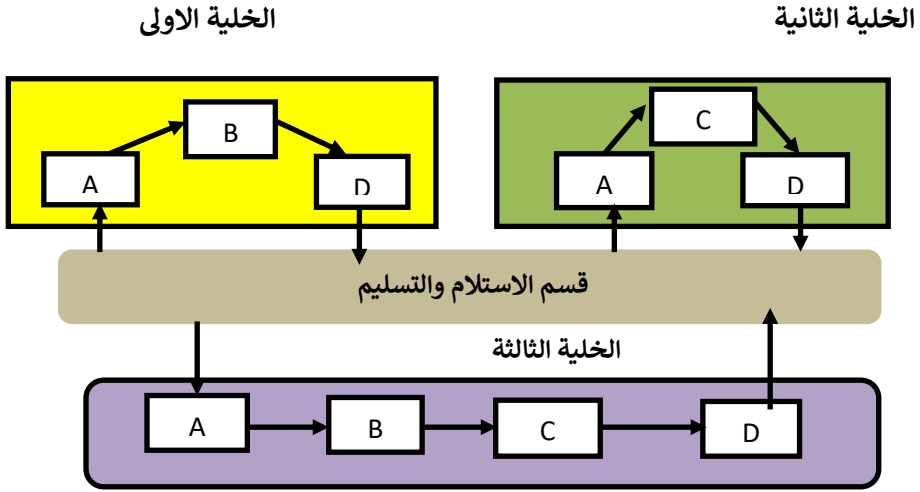 الخلية الثانية
الخلية الاولى
B
A
D
C
A
D
قسم الاستلام والتسليم
الخلية الثالثة
A
B
C
D